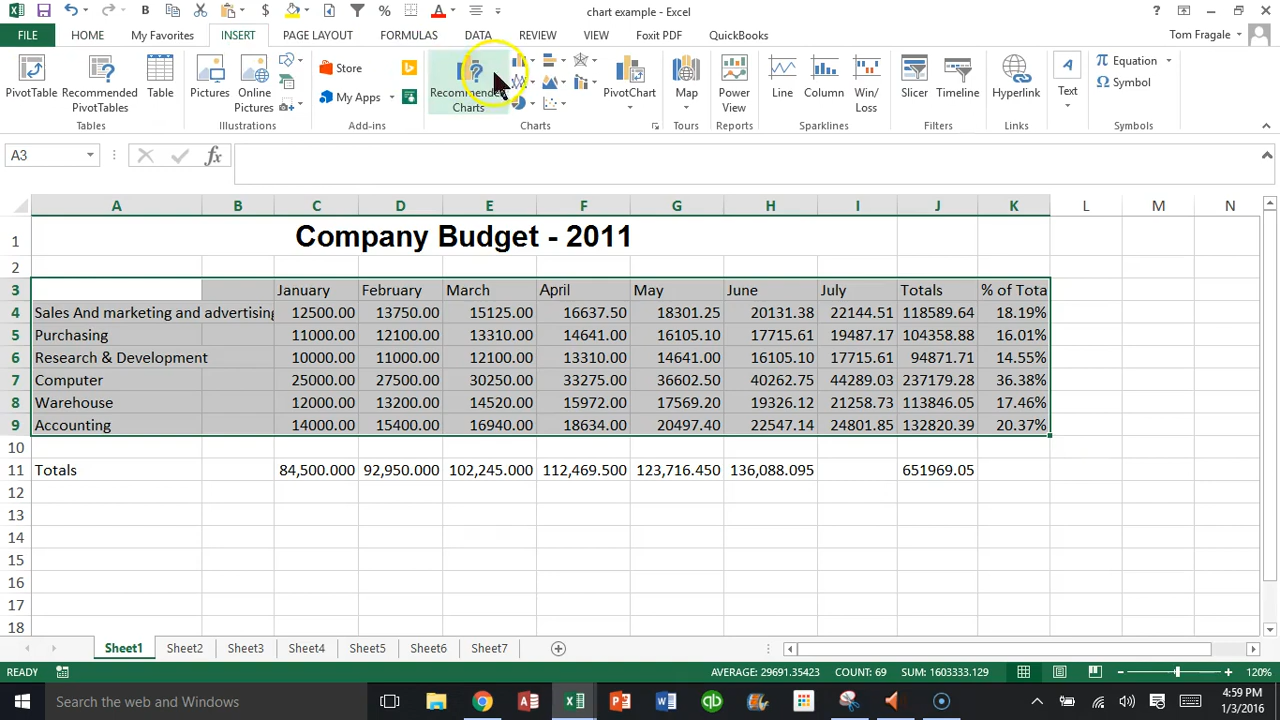 chart example - Excel
FILE HOME My Favorites INSERT PAGE LAYOUT FORMULAS DATA REVIEW VIEW Foxit PDF QuickBooks Tom Fragale
PivotTable Recommended PivotTables Table Pictures Online Pictures Store My Apps Recommended Charts PivotChart Map Power View Line Column Win/Loss Slicer Timeline Hyperlink Text Equation Symbol
Tables Illustrations Add-ins Charts Tours Reports Sparklines Filters Links Symbols
A3
A B C D E F G H I J K L M N
1 Company Budget - 2011
2
3 January February March April May June July Totals % of Tota
4 Sales And marketing and advertising 12500.00 13750.00 15125.00 16637.50 18301.25 20131.38 22144.51 118589.64 18.19%
5 Purchasing 11000.00 12100.00 13310.00 14641.00 16105.10 17715.61 19487.17 104358.88 16.01%
6 Research & Development 10000.00 11000.00 12100.00 13310.00 14641.00 16105.10 17715.61 94871.71 14.55%
7 Computer 25000.00 27500.00 30250.00 33275.00 36602.50 40262.75 44289.03 237179.28 36.38%
8 Warehouse 12000.00 13200.00 14520.00 15972.00 17569.20 19326.12 21258.73 113846.05 17.46%
9 Accounting 14000.00 15400.00 16940.00 18634.00 20497.40 22547.14 24801.85 132820.39 20.37%
10
11 Totals 84,500.000 92,950.000 102,245.000 112,469.500 123,716.450 136,088.095 651969.05
12
13
14
15
16
17
18
Sheet1 Sheet2 Sheet3 Sheet4 Sheet5 Sheet6 Sheet7
READY AVERAGE: 29691.35423 COUNT: 69 SUM: 1603333.129 120%
Search the web and Windows 4:59 PM
1/3/2016